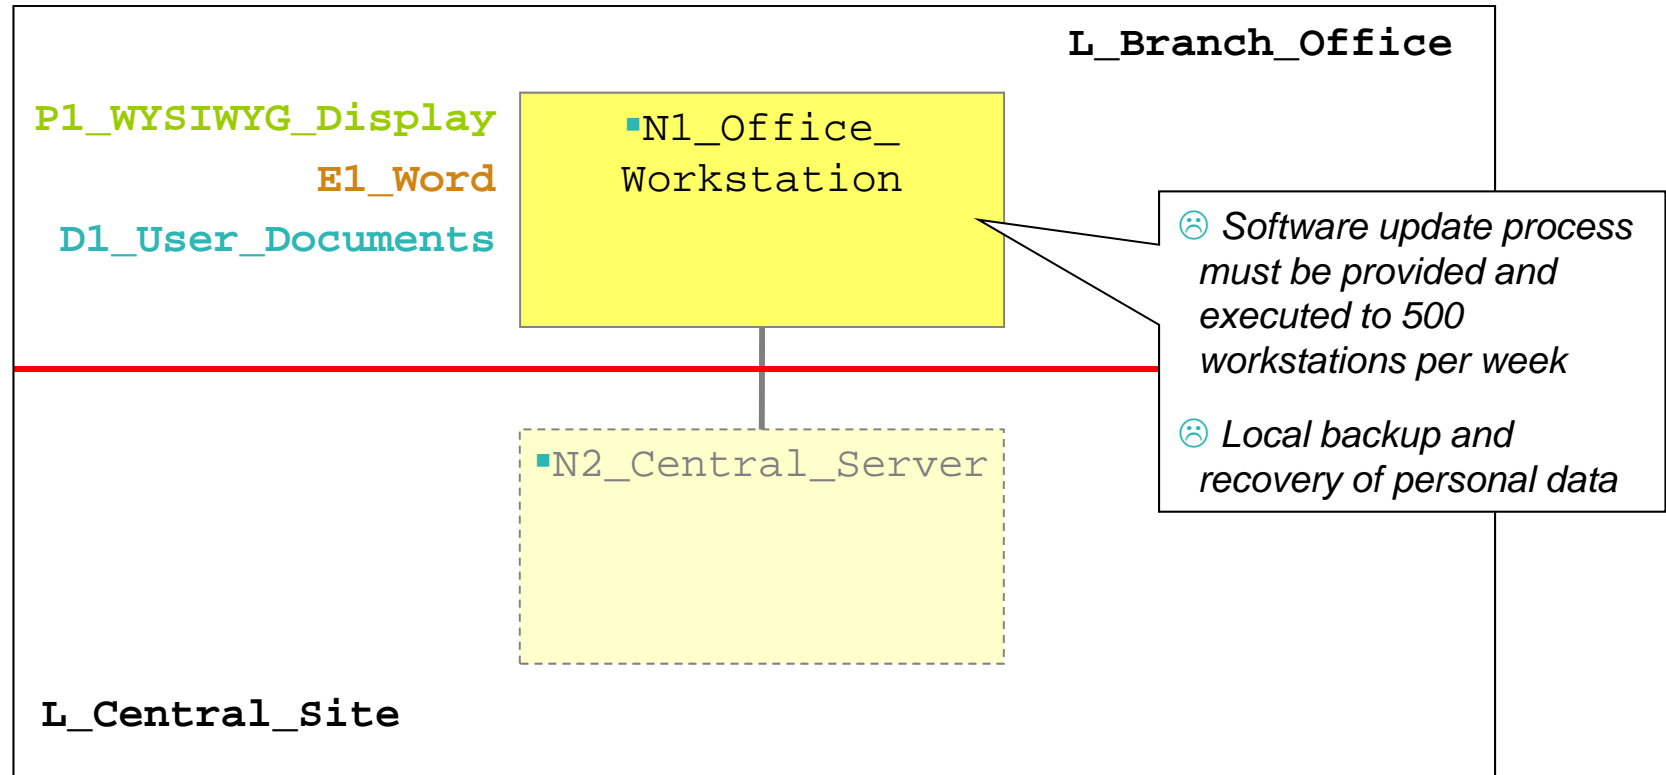 L_Branch_Office
P1_WYSIWYG_Display
E1_Word
D1_User_Documents
▪N1_Office_
Workstation
☹ Software update process
must be provided and
executed to 500
workstations per week
☹ Local backup and
recovery of personal data
▪N2_Central_Server
L_Central_Site